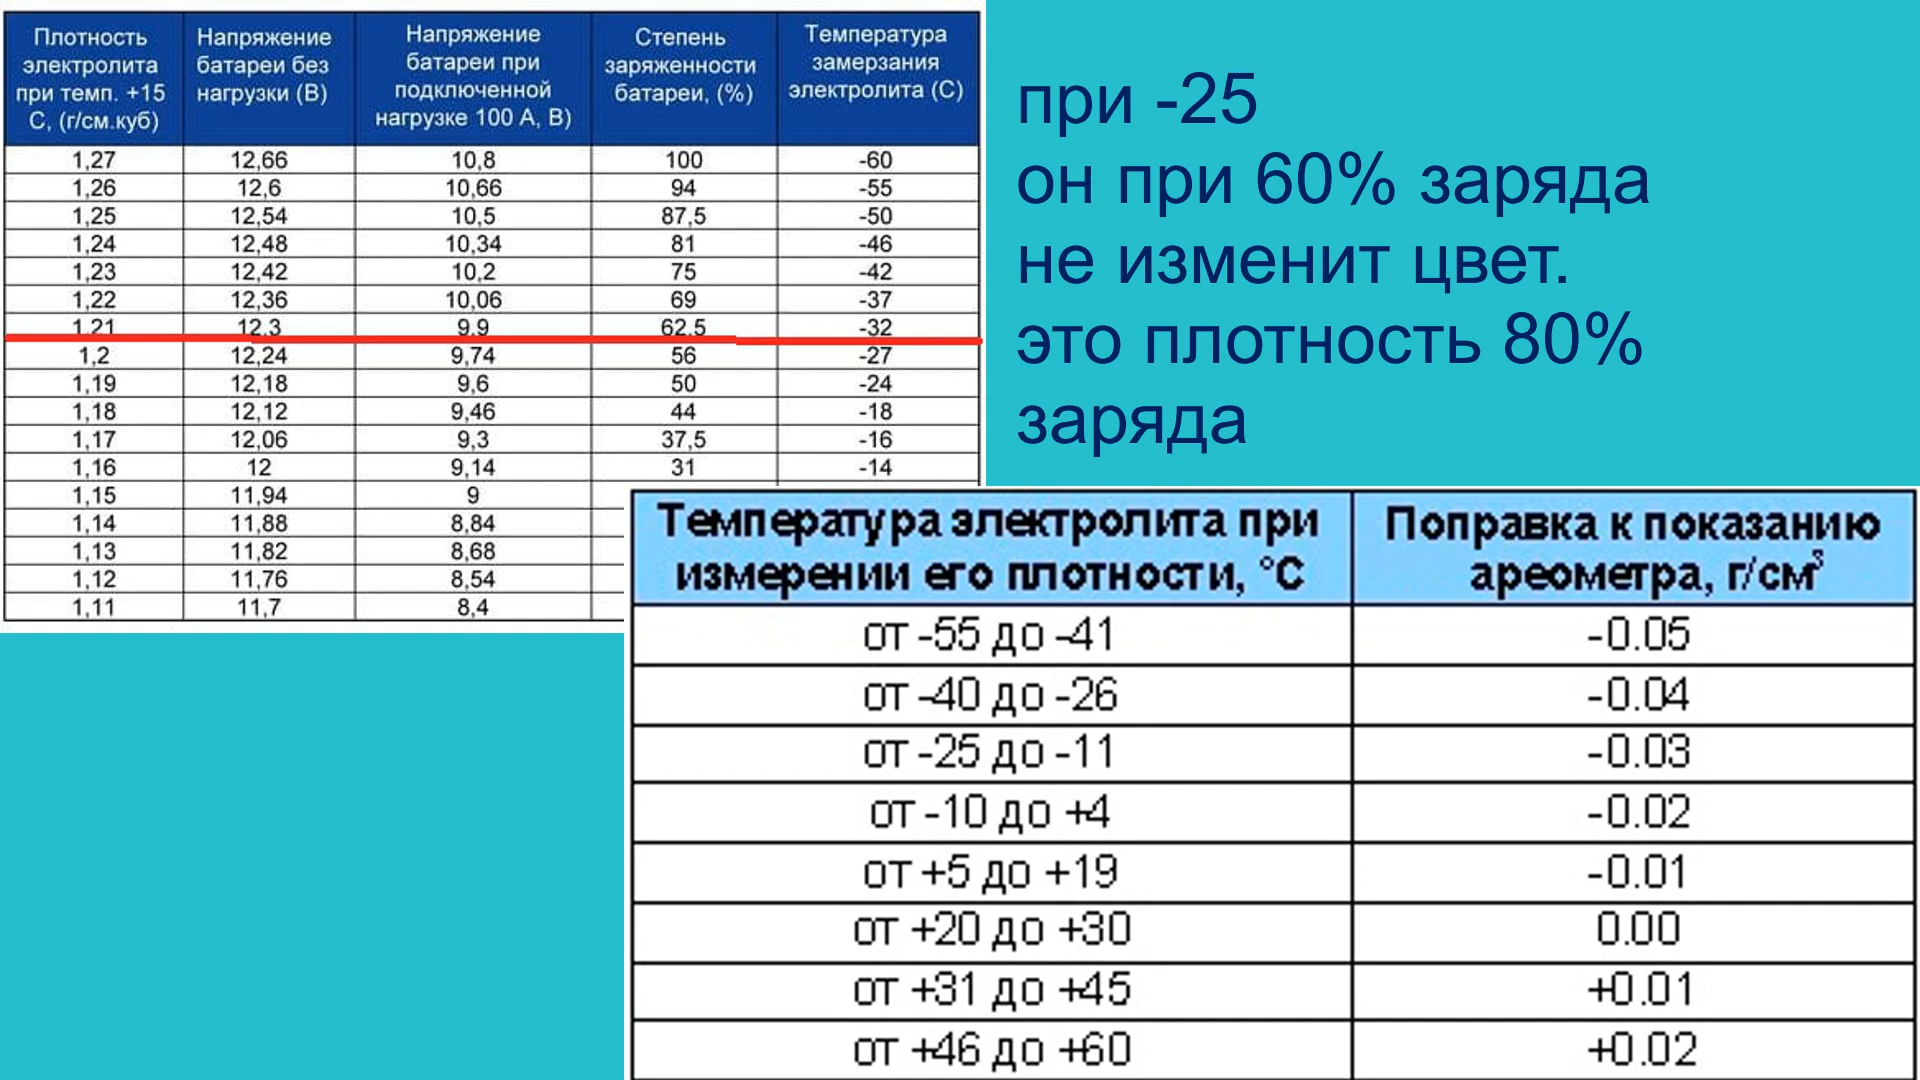 Плотность электролита при темп. +15 С, (г/см.куб) Напряжение батареи без нагрузки (В) Напряжение батареи при подключенной нагрузке 100 А, В) Степень заряженности батареи, (%) Температура замерзания электролита (С)
1,27 12,66 10,8 100 -60
1,26 12,6 10,66 94 -55
1,25 12,54 10,5 87,5 -50
1,24 12,48 10,34 81 -46
1,23 12,42 10,2 75 -42
1,22 12,36 10,06 69 -37
1,21 12,3 9,9 62,5 -32
1,2 12,24 9,74 56 -27
1,19 12,18 9,6 50 -24
1,18 12,12 9,46 44 -18
1,17 12,06 9,3 37,5 -16
1,16 12 9,14 31 -14
1,15 11,94 9
1,14 11,88 8,84
1,13 11,82 8,68
1,12 11,76 8,54
1,11 11,7 8,4
при -25
он при 60% заряда
не изменит цвет.
это плотность 80%
заряда
Температура электролита при измерении его плотности, °С Поправка к показанию ареометра, г/см³
от -55 до -41 -0.05
от -40 до -26 -0.04
от -25 до -11 -0.03
от -10 до +4 -0.02
от +5 до +19 -0.01
от +20 до +30 0.00
от +31 до +45 +0.01
от +46 до +60 +0.02